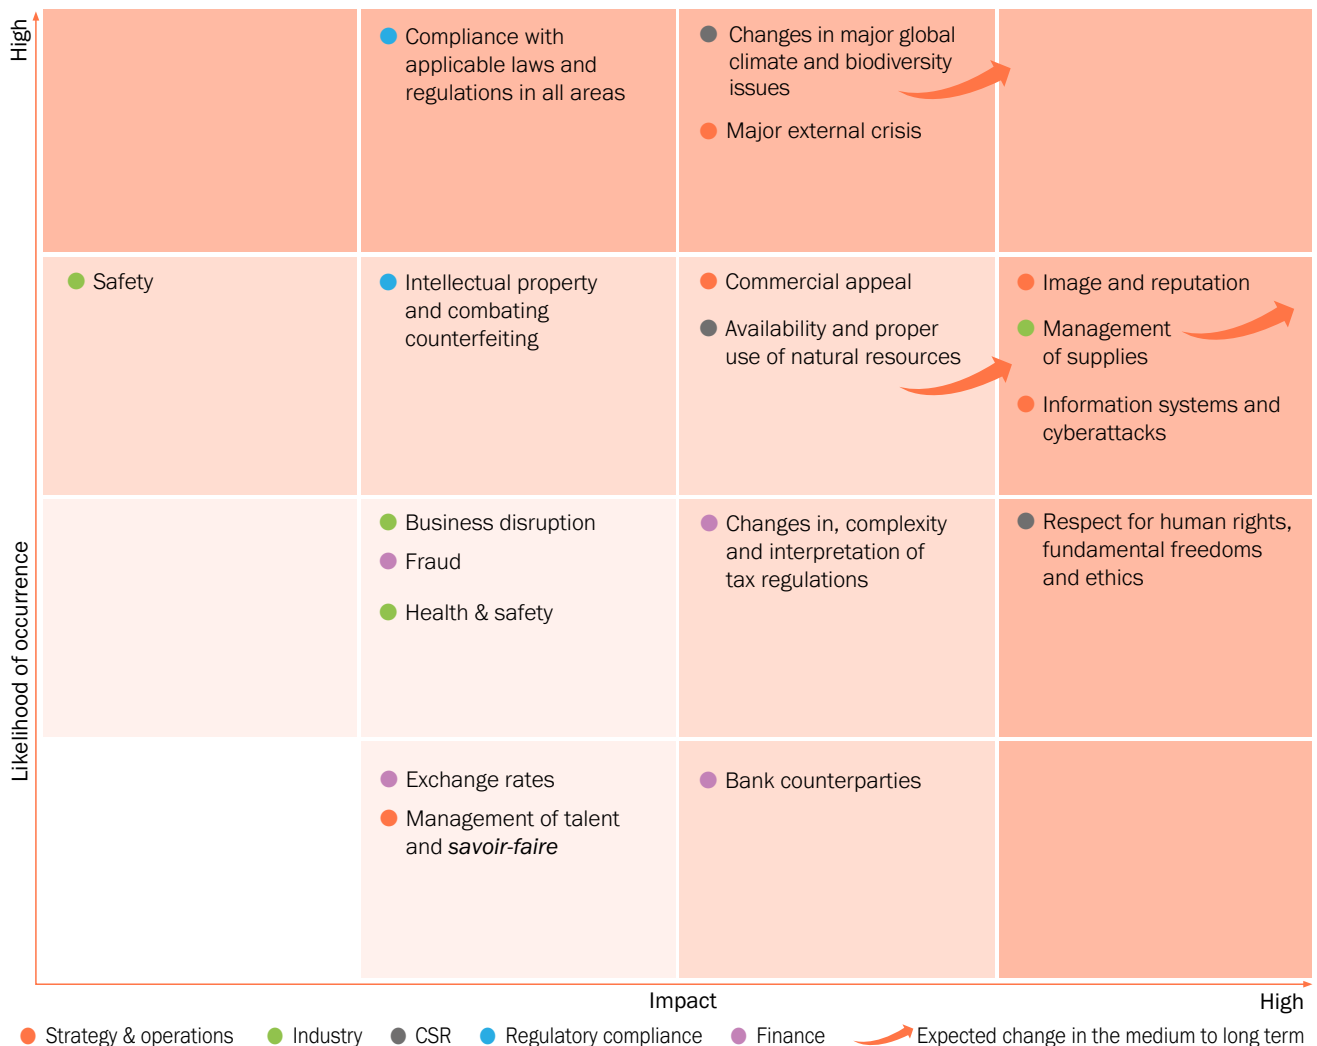 High
Likelihood of occurrence
Compliance with
applicable laws and
regulations in all areas
Changes in major global
climate and biodiversity
issues
Major external crisis
Safety
Intellectual property
and combating
counterfeiting
Commercial appeal
Availability and proper
use of natural resources
Image and reputation
Management
of supplies
Information systems and
cyberattacks
Business disruption
Fraud
Health & safety
Changes in, complexity
and interpretation of
tax regulations
Respect for human rights,
fundamental freedoms
and ethics
Exchange rates
Management of talent
and savoir-faire
Bank counterparties
Impact
High
Strategy & operations
Industry
CSR
Regulatory compliance
Finance
Expected change in the medium to long term